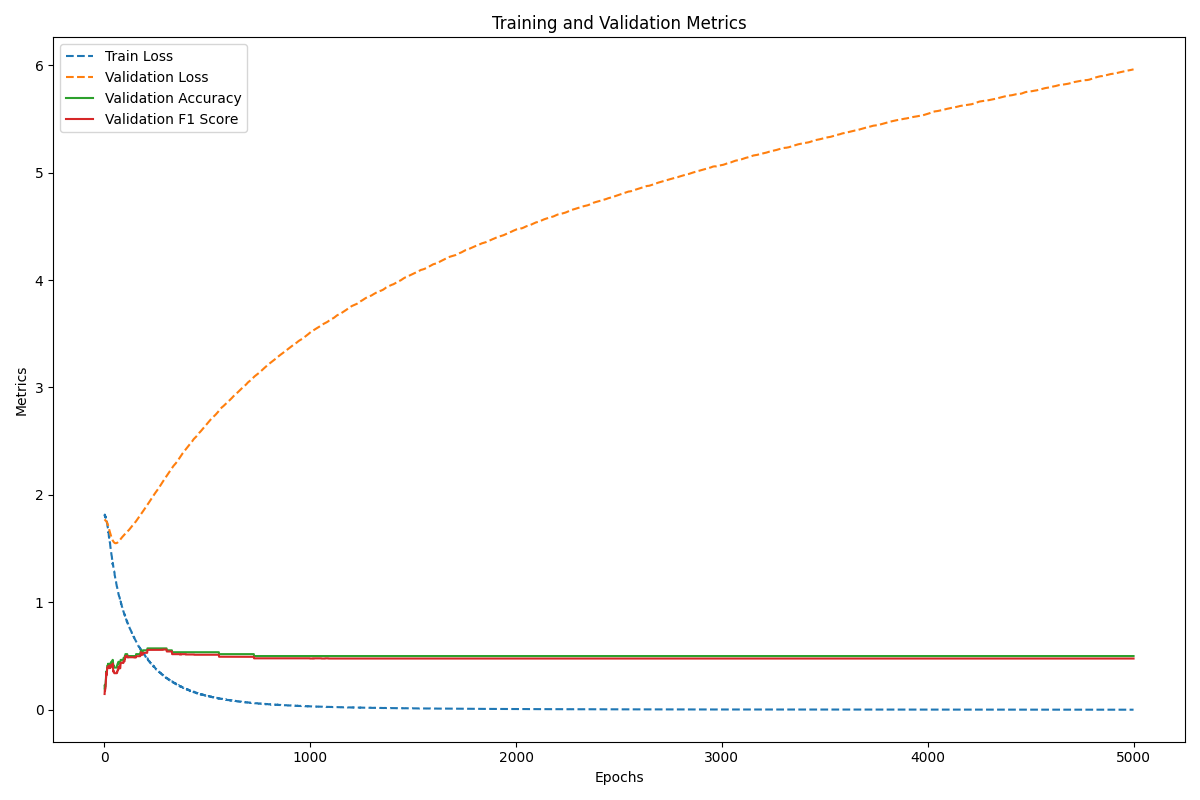 Training and Validation Metrics
Train Loss
Validation Loss
Validation Accuracy
Validation F1 Score
6
5
4
3
2
1
0
Metrics
0 1000 2000 3000 4000 5000
Epochs